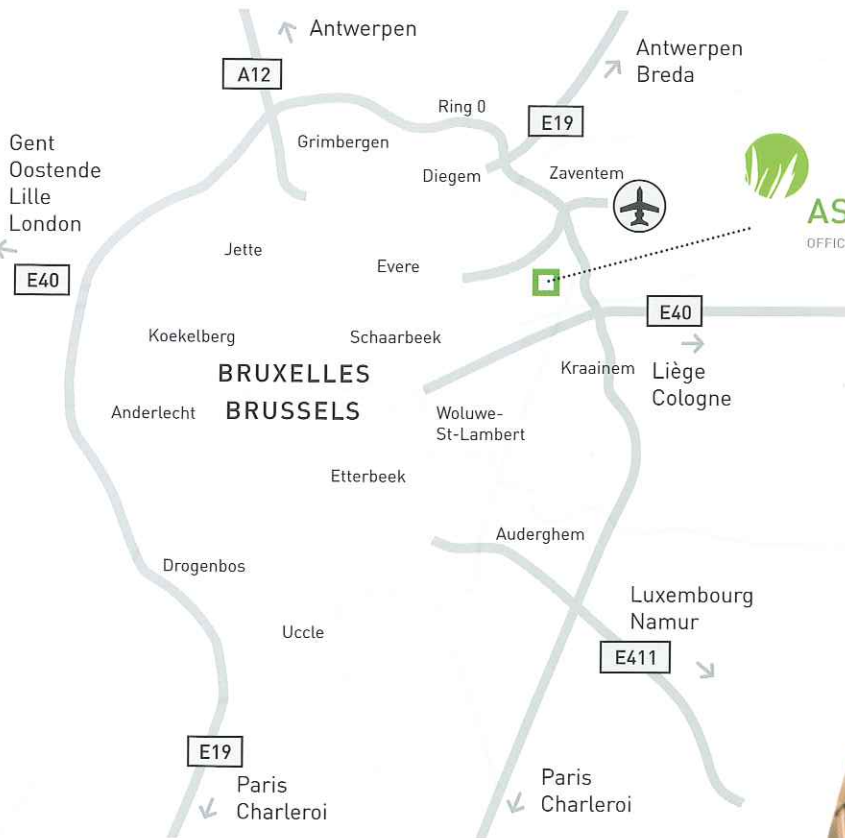 Antwerpen
A12
Antwerpen
Breda
Ring 0
E19
Grimbergen
Gent
Oostende
Lille
London
Diegem
Zaventem
AS
OFFIC
Jette
Evere
E40
E40
Koekelberg
Schaarbeek
BRUXELLES
BRUSSELS
Kraainem
Liège
Cologne
Anderlecht
Woluwe-
St-Lambert
Etterbeek
Auderghem
Drogenbos
Luxembourg
Namur
Uccle
E411
E19
Paris
Charleroi
Paris
Charleroi